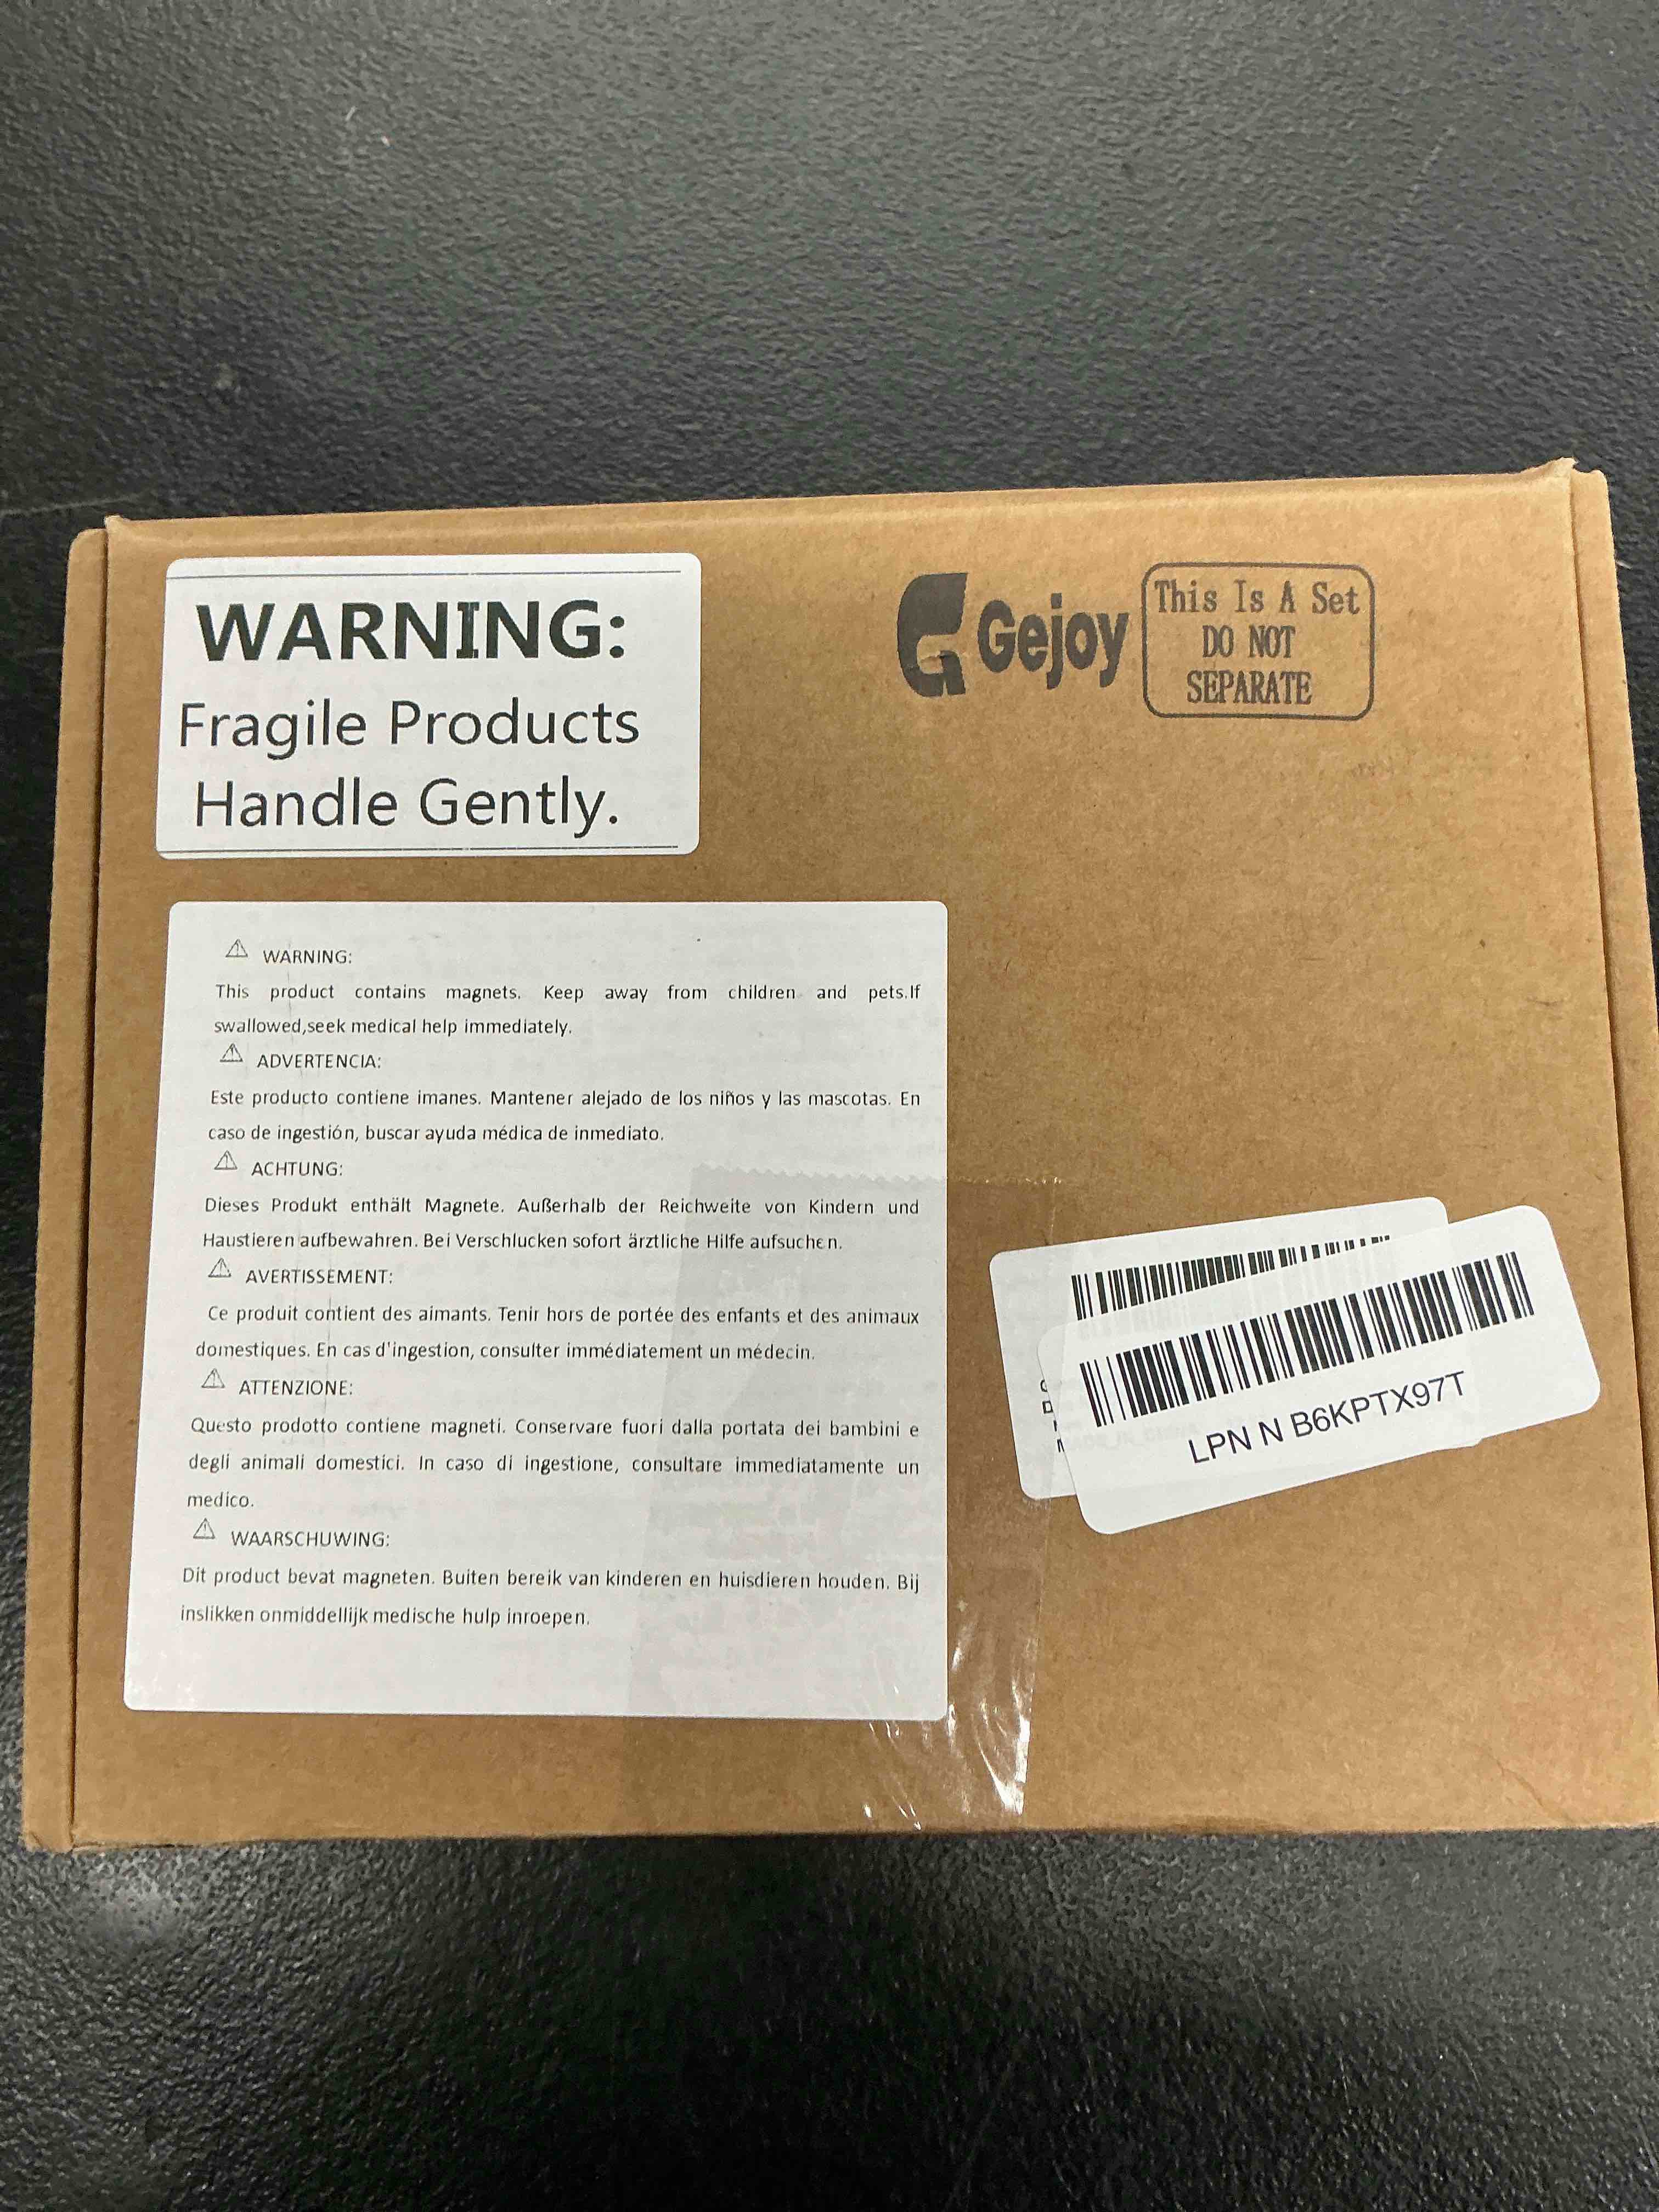 WARNING:
Fragile Products
Handle Gently.
Gejoy
This Is A Set
DO NOT
SEPARATE
⚠ WARNING:
This product contains magnets. Keep away from children and pets.If
swallowed,seek medical help immediately.
⚠ ADVERTENCIA:
Este producto contiene imanes. Mantener alejado de los niños y las mascotas. En
caso de ingestión, buscar ayuda médica de inmediato.
⚠ ACHTUNG:
Dieses Produkt enthält Magnete. Außerhalb der Reichweite von Kindern und
Haustieren aufbewahren. Bei Verschlucken sofort ärztliche Hilfe aufsuchen.
⚠ AVERTISSEMENT:
Ce produit contient des aimants. Tenir hors de portée des enfants et des animaux
domestiques. En cas d'ingestion, consulter immédiatement un médecin.
⚠ ATTENZIONE:
Questo prodotto contiene magneti. Conservare fuori dalla portata dei bambini e
degli animali domestici. In caso di ingestione, consultare immediatamente un
medico.
⚠ WAARSCHUWING:
Dit product bevat magneten. Buiten bereik van kinderen en huisdieren houden. Bij
inslikken onmiddellijk medische hulp inroepen.
LPN N B6KPTX97T